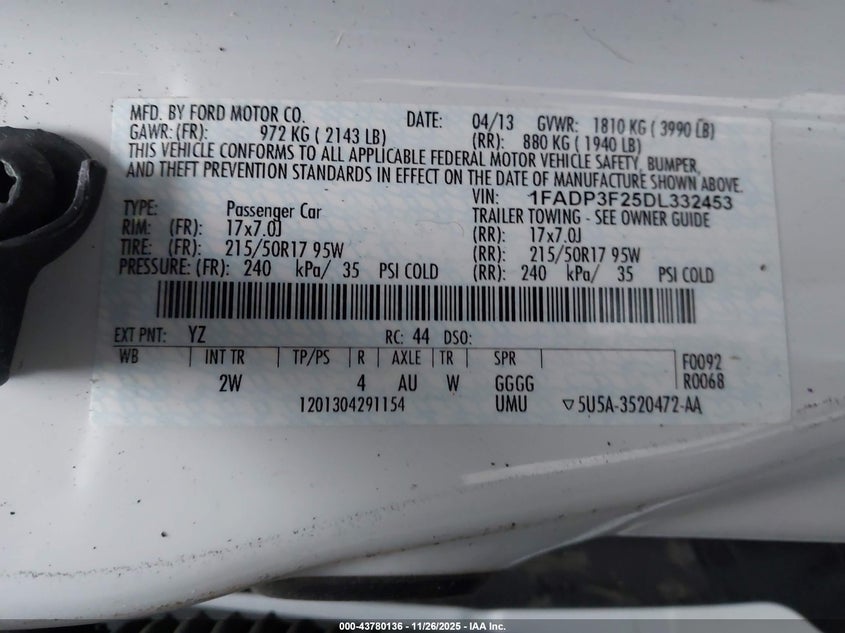 MFD. BY FORD MOTOR CO. DATE: 04/13 GVWR: 1810 KG ( 3990 LB)
GAWR: (FR): 972 KG ( 2143 LB) (RR): 880 KG ( 1940 LB)
THIS VEHICLE CONFORMS TO ALL APPLICABLE FEDERAL MOTOR VEHICLE SAFETY, BUMPER,
AND THEFT PREVENTION STANDARDS IN EFFECT ON THE DATE OF MANUFACTURE SHOWN ABOVE.
VIN: 1FADP3F25DL332453
TYPE: Passenger Car TRAILER TOWING - SEE OWNER GUIDE
RIM: (FR): 17x7.0J (RR): 17x7.0J
TIRE: (FR): 215/50R17 95W (RR): 215/50R17 95W
PRESSURE: (FR): 240 kPa/ 35 PSI COLD (RR): 240 kPa/ 35 PSI COLD
EXT PNT: YZ RC: 44 DSO:
WB INT TR TP/PS R AXLE TR SPR F0092
2W 4 AU W GGGG R0068
1201304291154 UMU ▽5U5A-3520472-AA
000-43780136 - 11/26/2025 - IAA Inc.